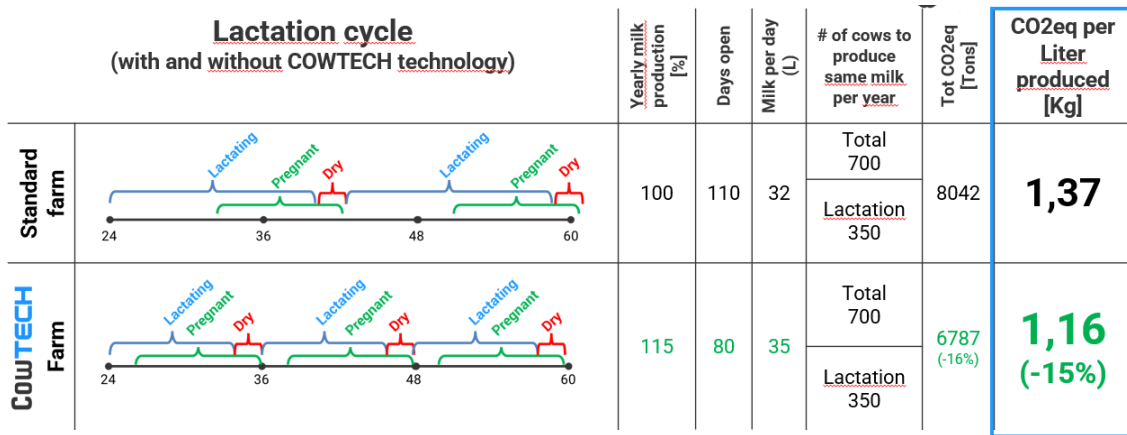 Lactation cycle
(with and without COWTECH technology)
Yearly milk
production
[%]
Days open
Milk per day
(L)
# of cows to
produce
same milk
per year
Tot CO2eq
[Tons]
CO2eq per
Liter
produced
[Kg]
Standard
farm
Lactating
Pregnant
Dry
Lactating
Pregnant
Dry
24
36
48
60
100
110
32
Total
700
Lactation
350
8042
1,37
COWTECH
Farm
Lactating
Pregnant
Dry
Lactating
Pregnant
Dry
Lactating
Pregnant
Dry
24
36
48
60
115
80
35
Total
700
Lactation
350
6787
(-16%)
1,16
(-15%)